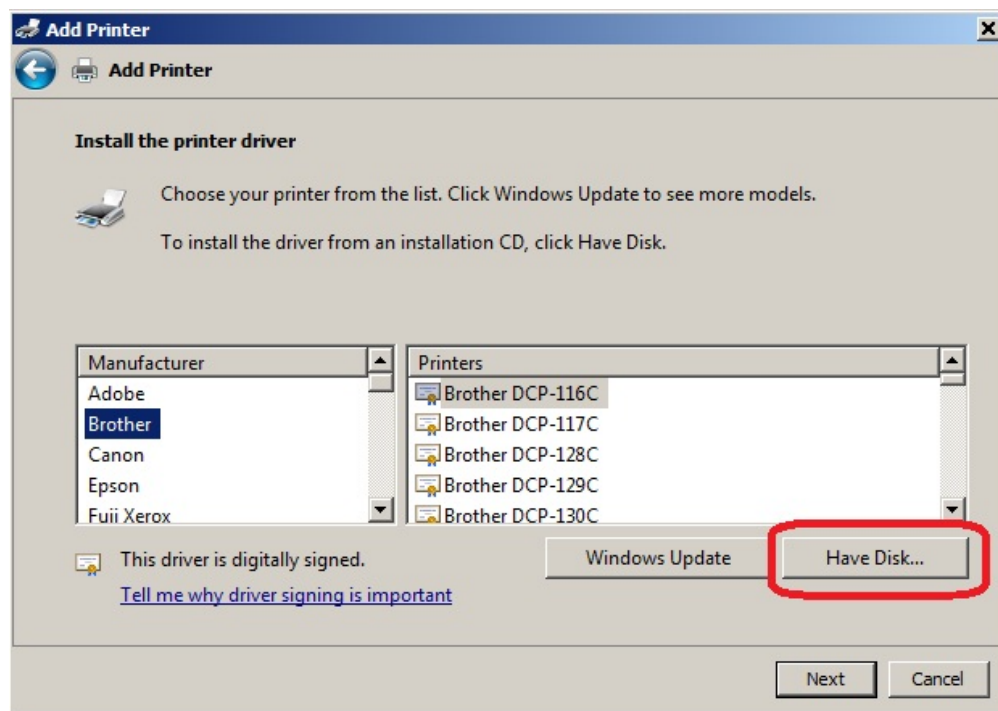 Add Printer
Add Printer
Install the printer driver
Choose your printer from the list. Click Windows Update to see more models.
To install the driver from an installation CD, click Have Disk.
Manufacturer
Adobe
Brother
Canon
Epson
Fuji Xerox
Printers
Brother DCP-116C
Brother DCP-117C
Brother DCP-128C
Brother DCP-129C
Brother DCP-130C
This driver is digitally signed.
Tell me why driver signing is important
Windows Update
Have Disk...
Next
Cancel